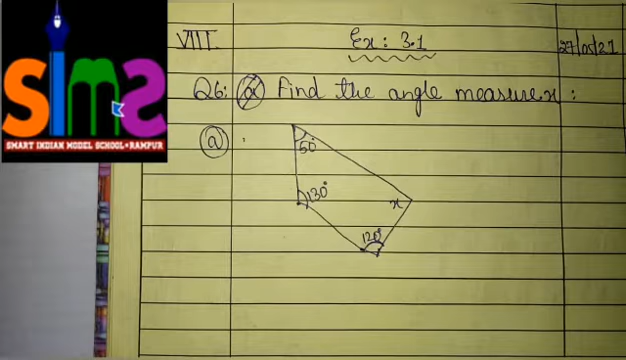 VIII
Ex: 3.1
27/05/21
Q6: (a) Find the angle measure x :
(a) :
50°
130°
x
120°
SIMS
SMART INDIAN MODEL SCHOOL•RAMPUR